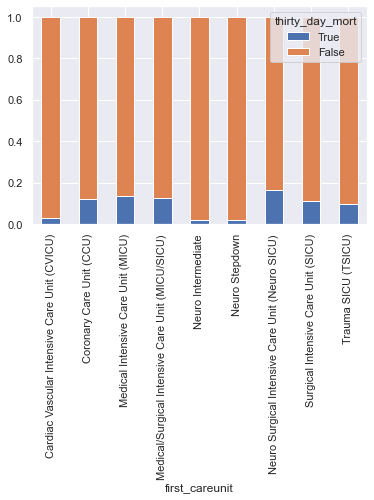 thirty_day_mort
True
False
1.0
0.8
0.6
0.4
0.2
0.0
Cardiac Vascular Intensive Care Unit (CVICU)
Coronary Care Unit (CCU)
Medical Intensive Care Unit (MICU)
Medical/Surgical Intensive Care Unit (MICU/SICU)
Neuro Intermediate
Neuro Stepdown
Neuro Surgical Intensive Care Unit (Neuro SICU)
Surgical Intensive Care Unit (SICU)
Trauma SICU (TSICU)
first_careunit